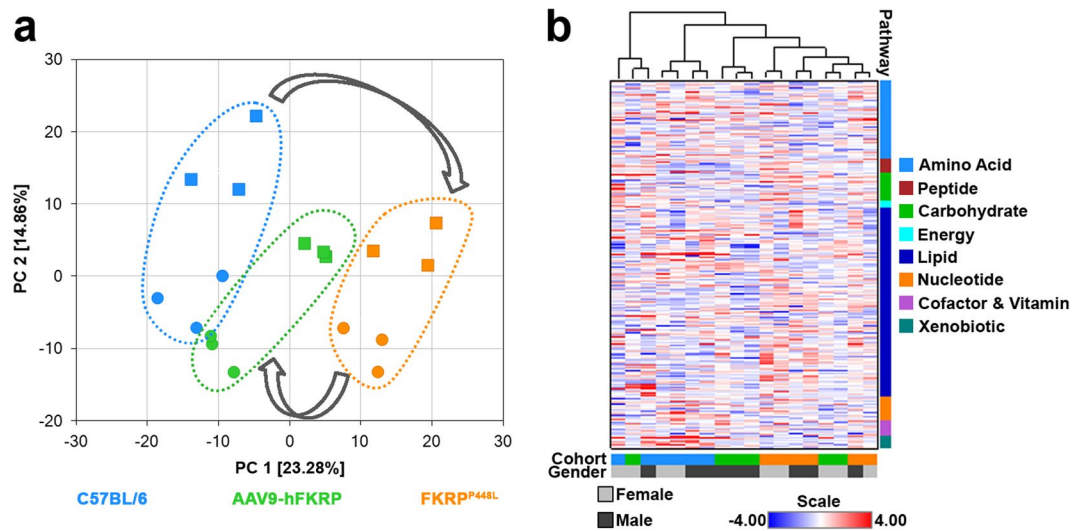 a
30
20
10
0
-10
-20
PC 2 [14.86%]
-30
-20
-10
0
10
20
30
PC 1 [23.28%]
C57BL/6
AAV9-hFKRP
FKRPᴾ⁴⁴⁸ᴸ
b
Pathway
Amino Acid
Peptide
Carbohydrate
Energy
Lipid
Nucleotide
Cofactor & Vitamin
Xenobiotic
Cohort
Gender
Female
Male
Scale
-4.00
4.00